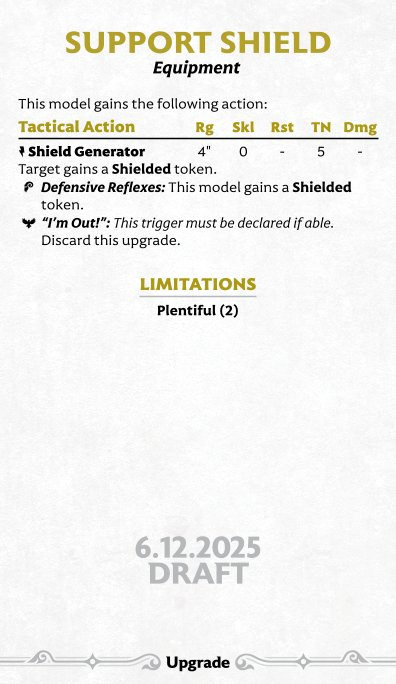 SUPPORT SHIELD
Equipment
This model gains the following action:
Tactical Action Rg Skl Rst TN Dmg
Shield Generator 4" 0 - 5 -
Target gains a Shielded token.
Defensive Reflexes: This model gains a Shielded
token.
“I’m Out!”: This trigger must be declared if able.
Discard this upgrade.
LIMITATIONS
Plentiful (2)
6.12.2025
DRAFT
Upgrade